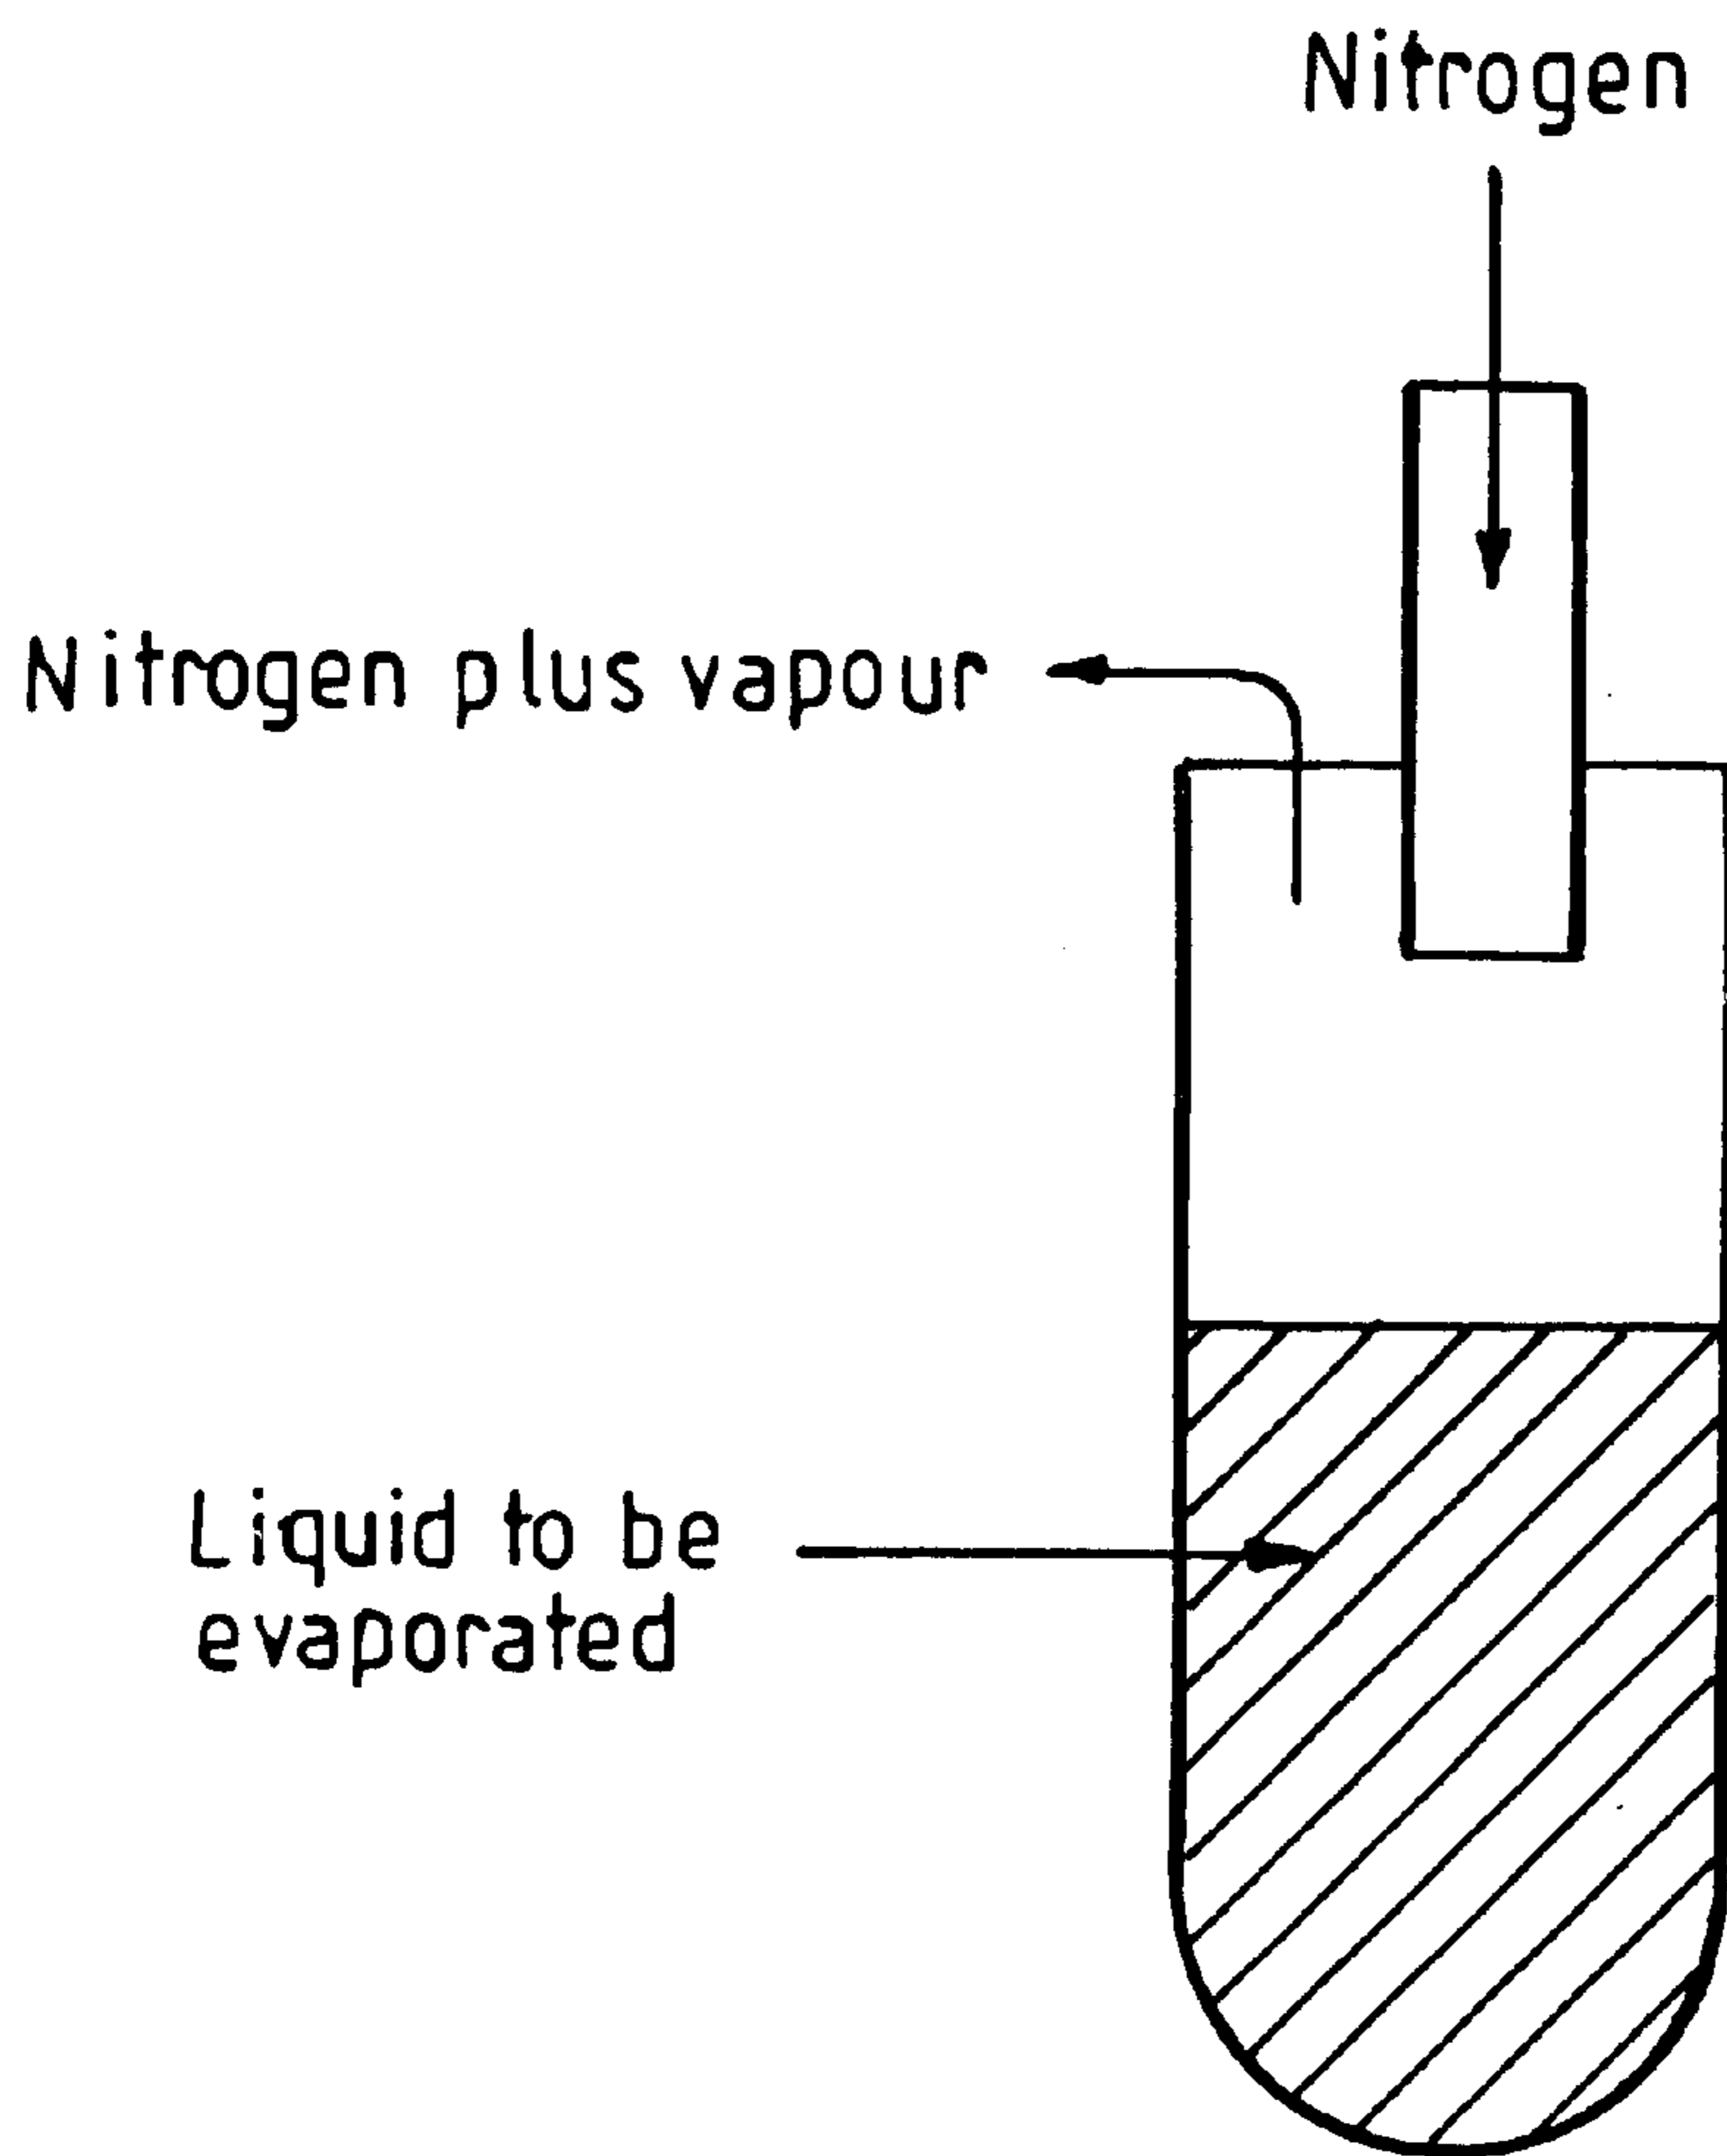 Nitrogen
Nitrogen plus vapour
Liquid to be
evaporated